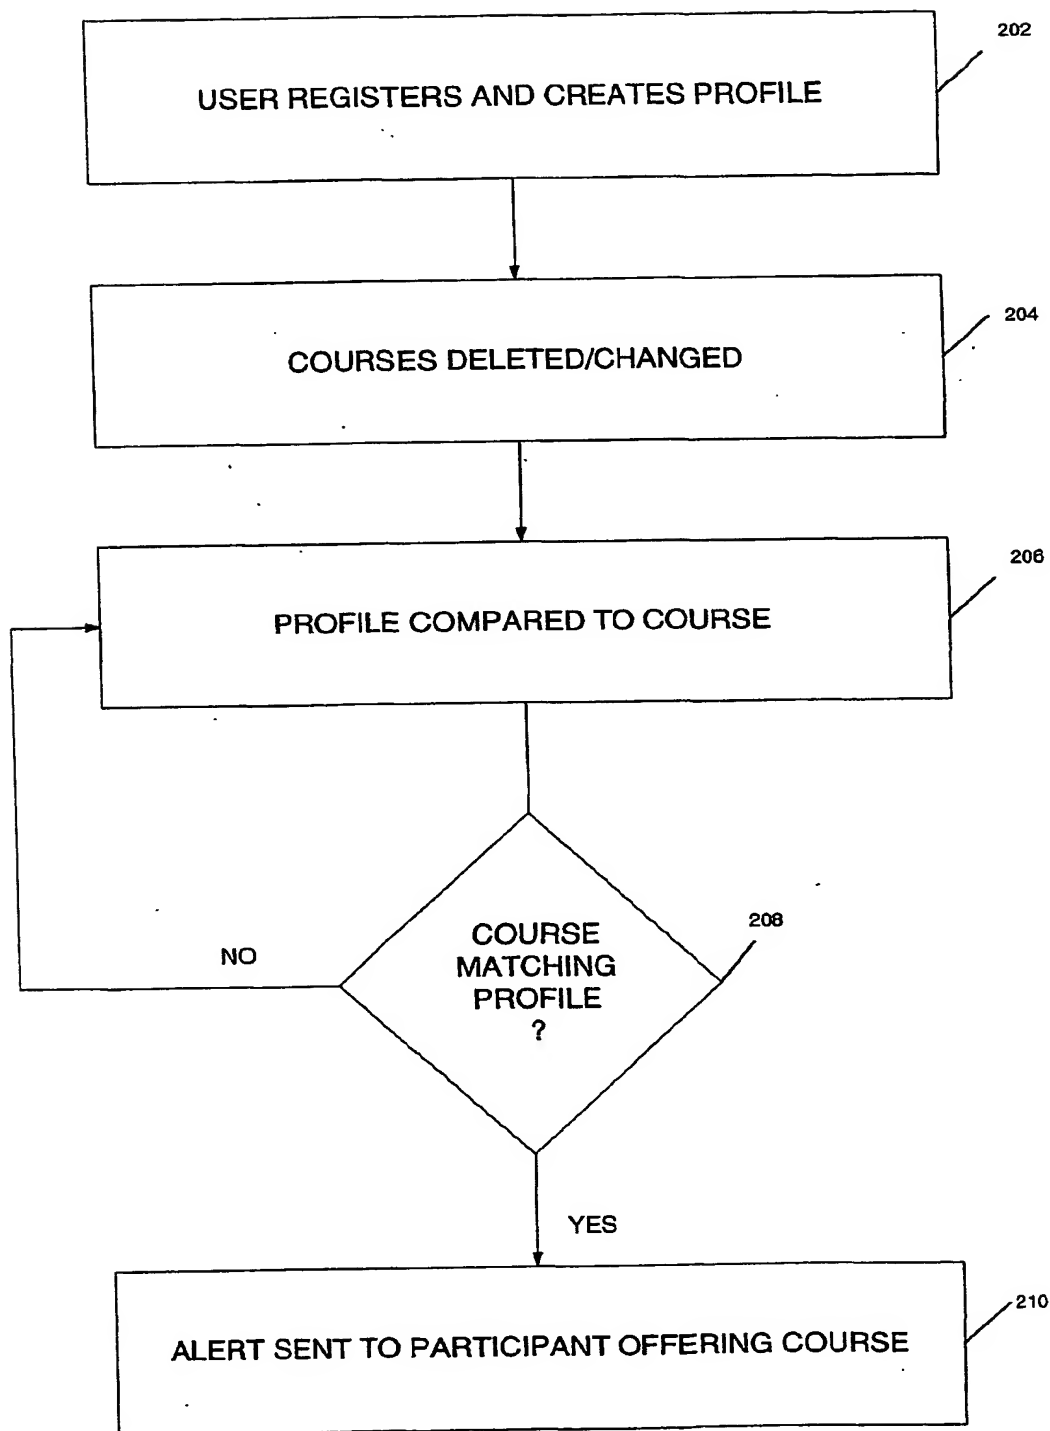 202
USER REGISTERS AND CREATES PROFILE
204
COURSES DELETED/CHANGED
206
PROFILE COMPARED TO COURSE
208
COURSE
MATCHING
PROFILE
?
NO
YES
210
ALERT SENT TO PARTICIPANT OFFERING COURSE